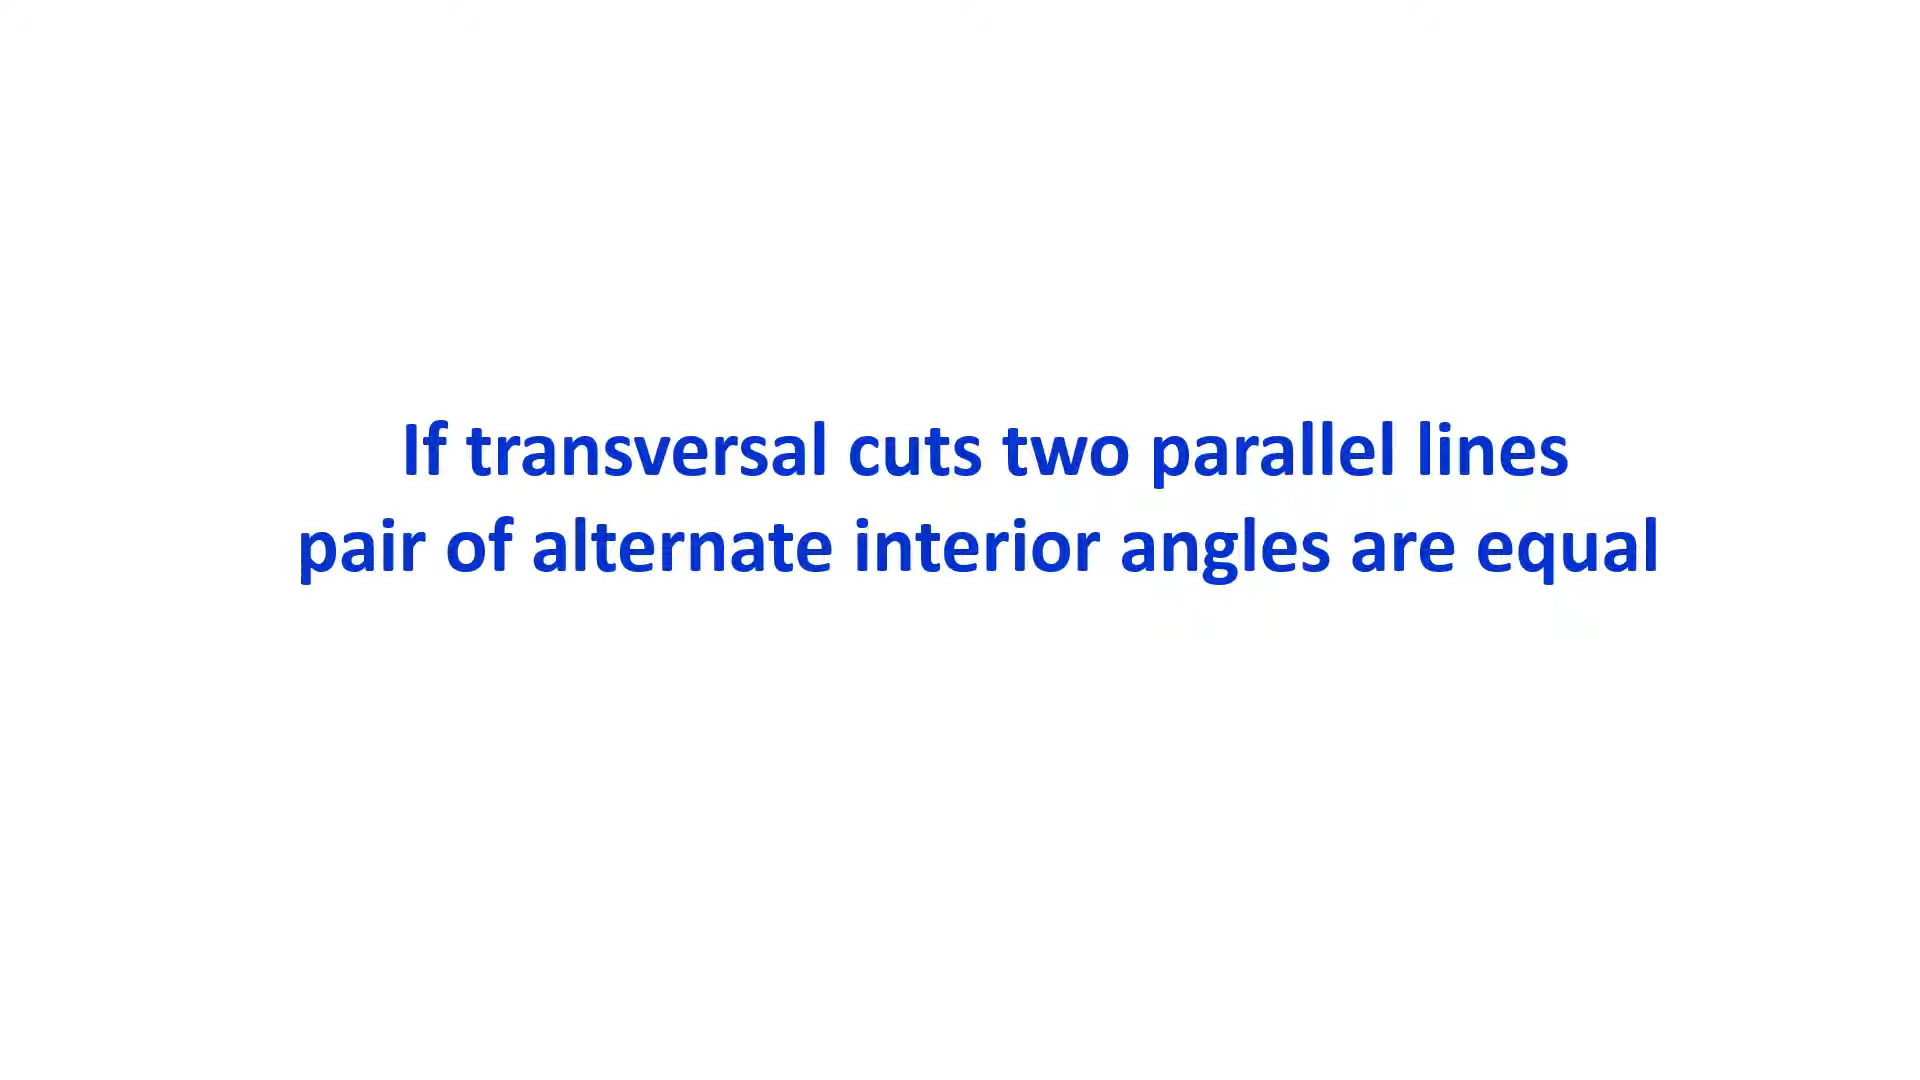 If transversal cuts two parallel lines
pair of alternate interior angles are equal